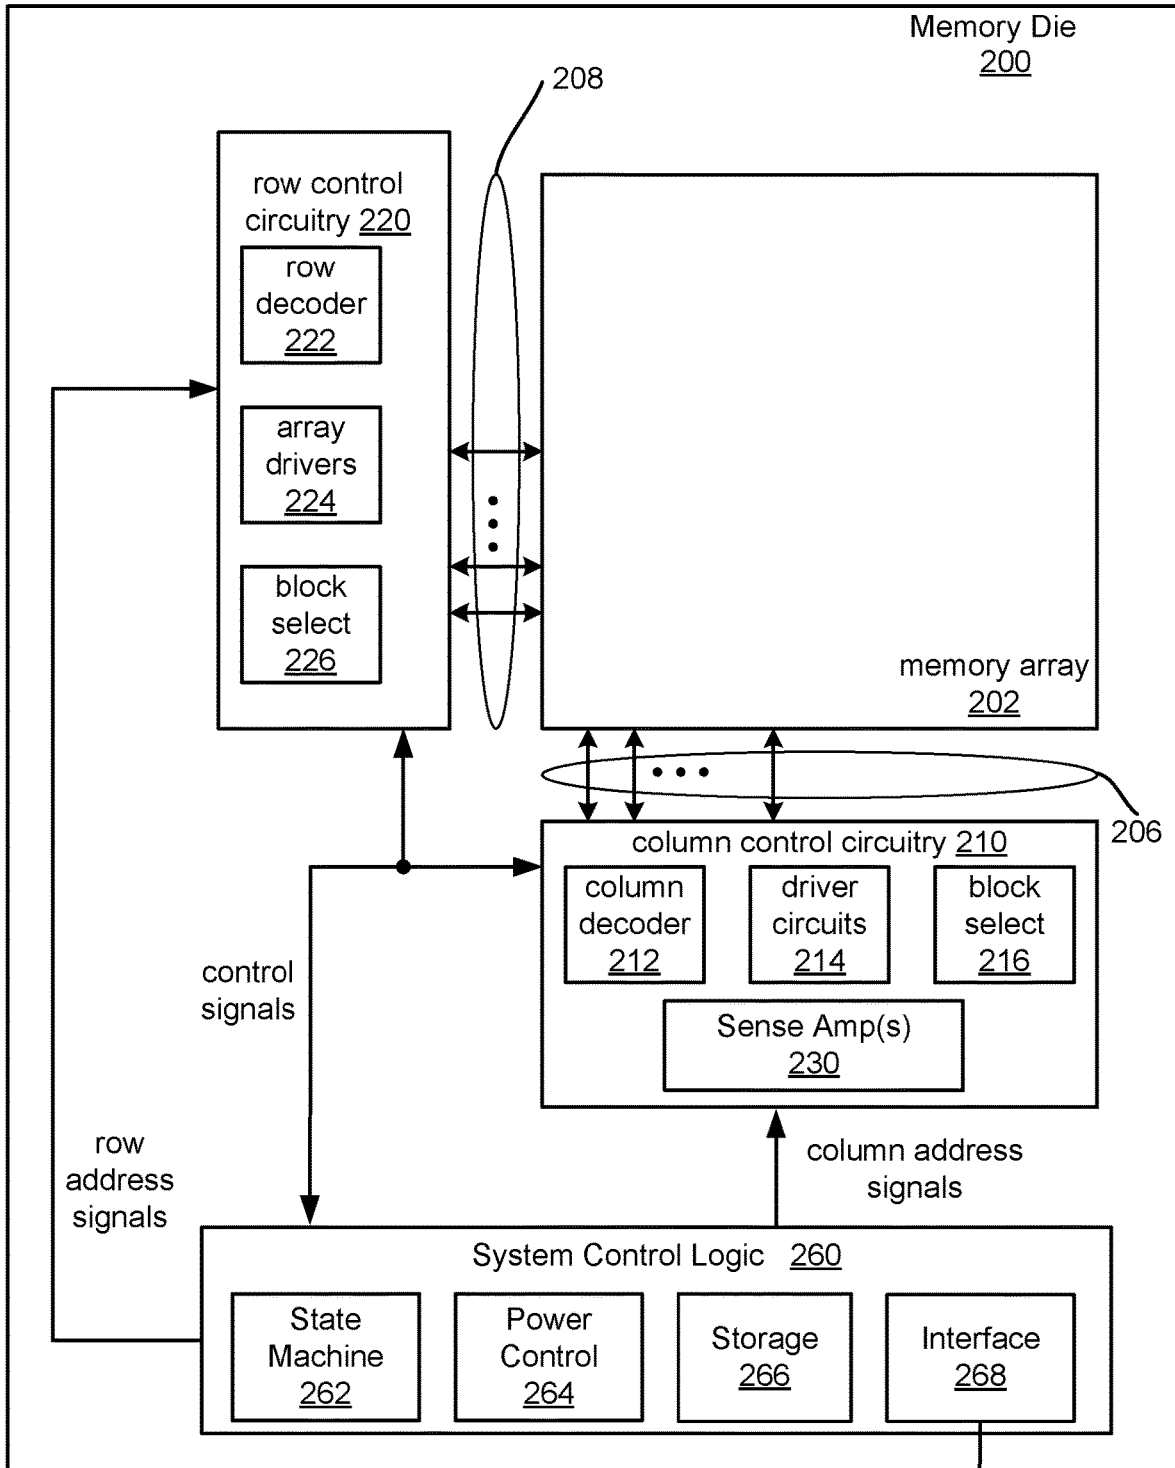 Memory Die
200
208
row control
circuitry 220
row
decoder
222
array
drivers
224
block
select
226
memory array
202
206
column control circuitry 210
column
decoder
212
driver
circuits
214
block
select
216
Sense Amp(s)
230
control
signals
row
address
signals
column address
signals
System Control Logic 260
State
Machine
262
Power
Control
264
Storage
266
Interface
268